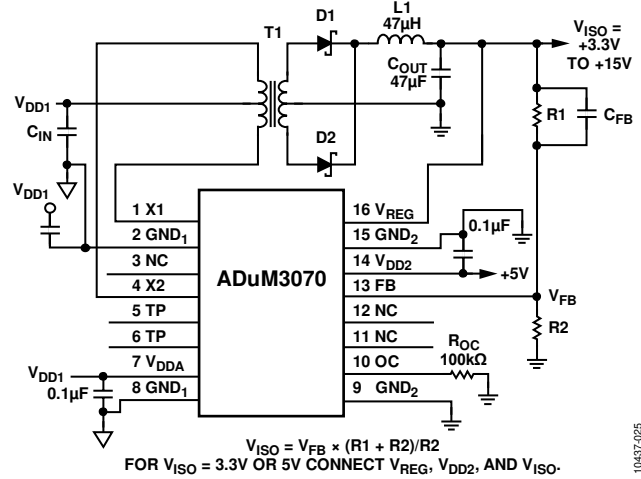 T1
D1
L1
47µH
V_ISO =
+3.3V
TO +15V
C_OUT
47µF
R1
C_FB
V_DD1
C_IN
D2
V_DD1
1 X1
2 GND_1
3 NC
4 X2
5 TP
6 TP
7 V_DDA
8 GND_1
ADuM3070
16 V_REG
15 GND_2
14 V_DD2
13 FB
12 NC
11 NC
10 OC
9 GND_2
0.1µF
+5V
V_FB
R2
R_OC
100kΩ
V_DD1
0.1µF
V_ISO = V_FB × (R1 + R2)/R2
FOR V_ISO = 3.3V OR 5V CONNECT V_REG, V_DD2, AND V_ISO.
10437-025